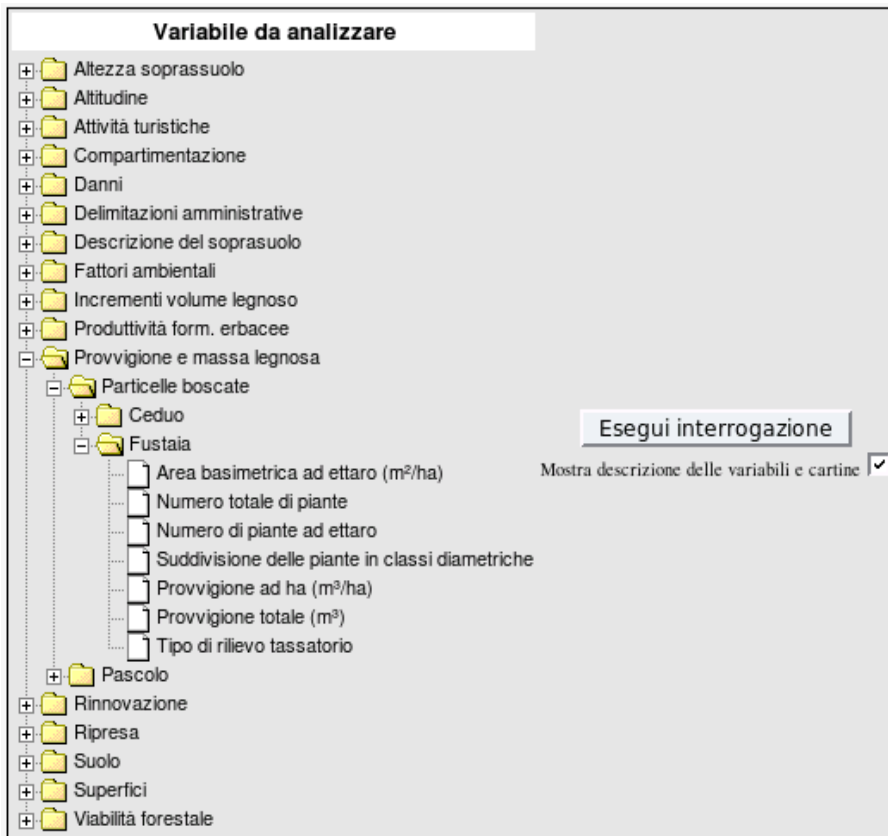 Variabile da analizzare
Altezza soprassuolo
Altitudine
Attività turistiche
Compartimentazione
Danni
Delimitazioni amministrative
Descrizione del soprasuolo
Fattori ambientali
Incrementi volume legnoso
Produttività form. erbacee
Provvigione e massa legnosa
Particelle boscate
Ceduo
Fustaia
Area basimetrica ad ettaro (m²/ha)
Numero totale di piante
Numero di piante ad ettaro
Suddivisione delle piante in classi diametriche
Provvigione ad ha (m³/ha)
Provvigione totale (m³)
Tipo di rilievo tassatorio
Pascolo
Rinnovazione
Ripresa
Suolo
Superfici
Viabilità forestale
Esegui interrogazione
Mostra descrizione delle variabili e cartine